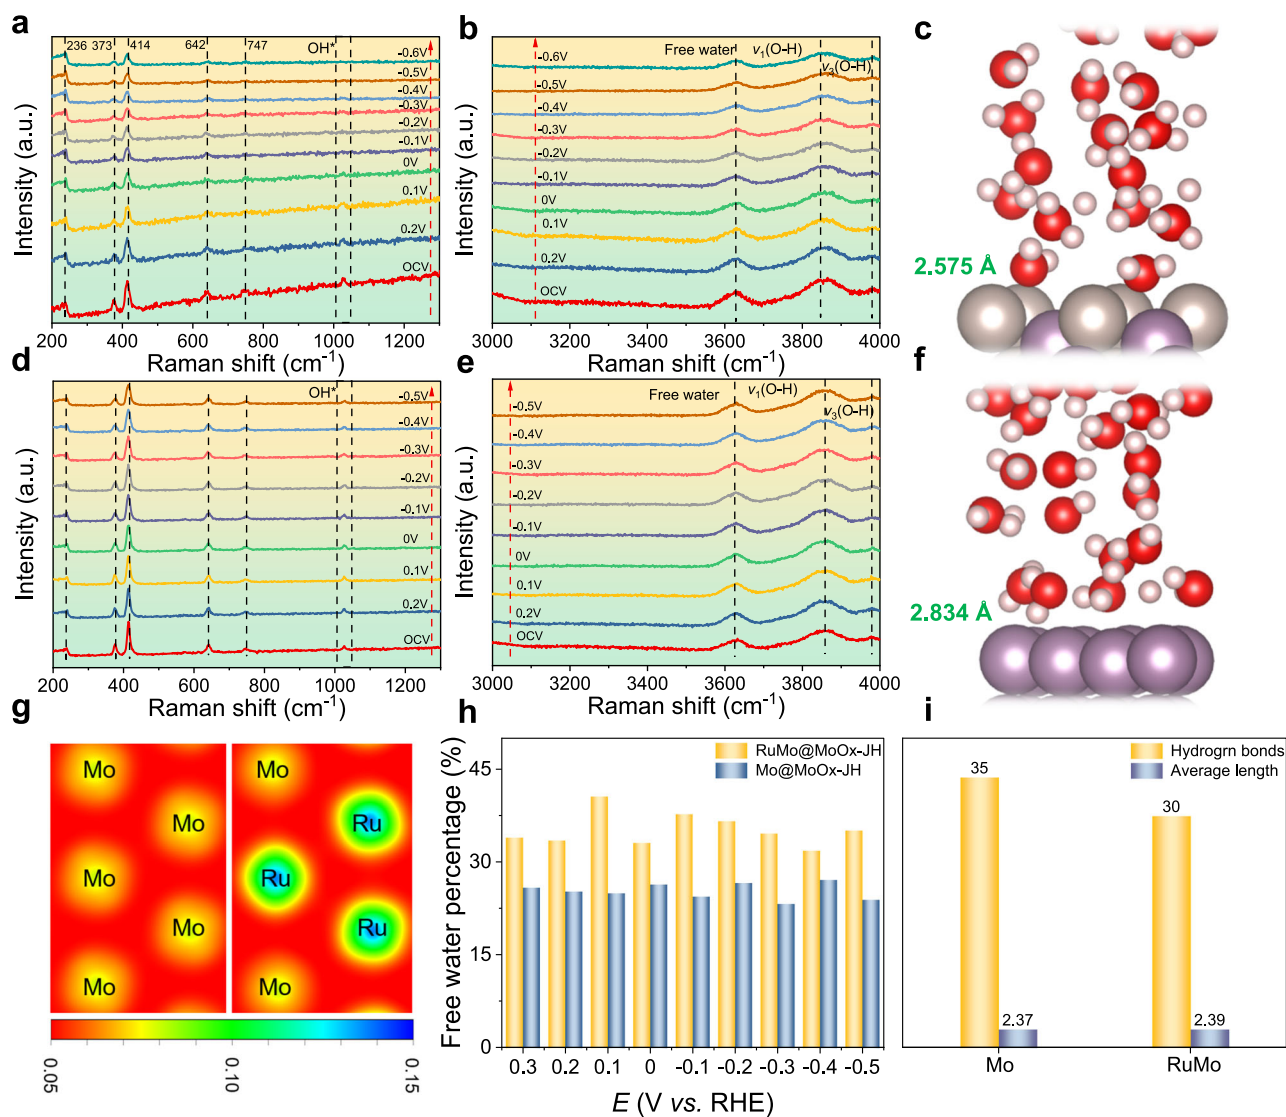 a
236 373 414 642 747 OH*
-0.6V
-0.5V
-0.4V
-0.3V
-0.2V
-0.1V
0V
0.1V
0.2V
OCV
Intensity (a.u.)
200 400 600 800 1000 1200
Raman shift (cm-1)
b
Free water ν1(O-H)
ν3(O-H)
-0.6V
-0.5V
-0.4V
-0.3V
-0.2V
-0.1V
0V
0.1V
0.2V
OCV
Intensity (a.u.)
3000 3200 3400 3600 3800 4000
Raman shift (cm-1)
c
2.575 Å
d
OH*
-0.5V
-0.4V
-0.3V
-0.2V
-0.1V
0V
0.1V
0.2V
OCV
Intensity (a.u.)
200 400 600 800 1000 1200
Raman shift (cm-1)
e
Free water ν1(O-H)
ν3(O-H)
-0.5V
-0.4V
-0.3V
-0.2V
-0.1V
0V
0.1V
0.2V
OCV
Intensity (a.u.)
3000 3200 3400 3600 3800 4000
Raman shift (cm-1)
f
2.834 Å
g
Mo
Mo
Mo
Mo
Mo
Mo
Ru
Ru
Ru
Mo
0.05 0.10 0.15
h
RuMo@MoOx-JH
Mo@MoOx-JH
Free water percentage (%)
45
30
15
0
0.3 0.2 0.1 0 -0.1 -0.2 -0.3 -0.4 -0.5
E (V vs. RHE)
i
Hydrogrn bonds
Average length
35
30
2.37
2.39
Mo RuMo